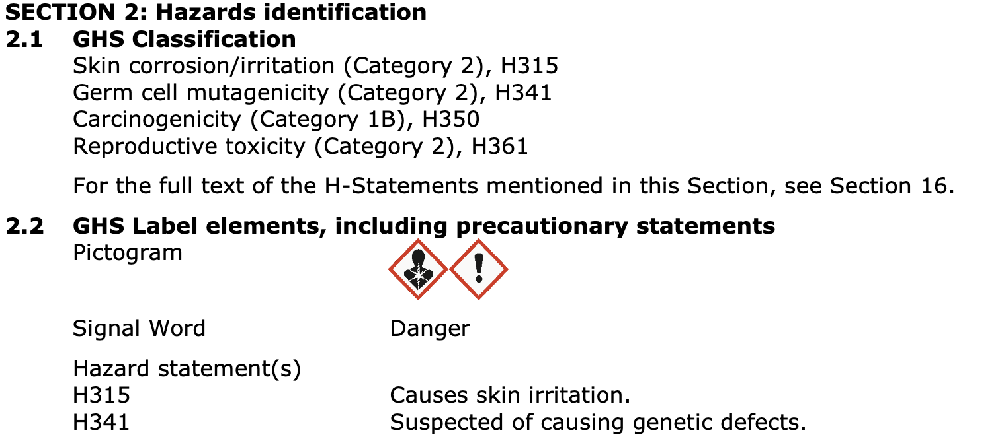 SECTION 2: Hazards identification
2.1 GHS Classification
Skin corrosion/irritation (Category 2), H315
Germ cell mutagenicity (Category 2), H341
Carcinogenicity (Category 1B), H350
Reproductive toxicity (Category 2), H361
For the full text of the H-Statements mentioned in this Section, see Section 16.
2.2 GHS Label elements, including precautionary statements
Pictogram
Signal Word Danger
Hazard statement(s)
H315 Causes skin irritation.
H341 Suspected of causing genetic defects.